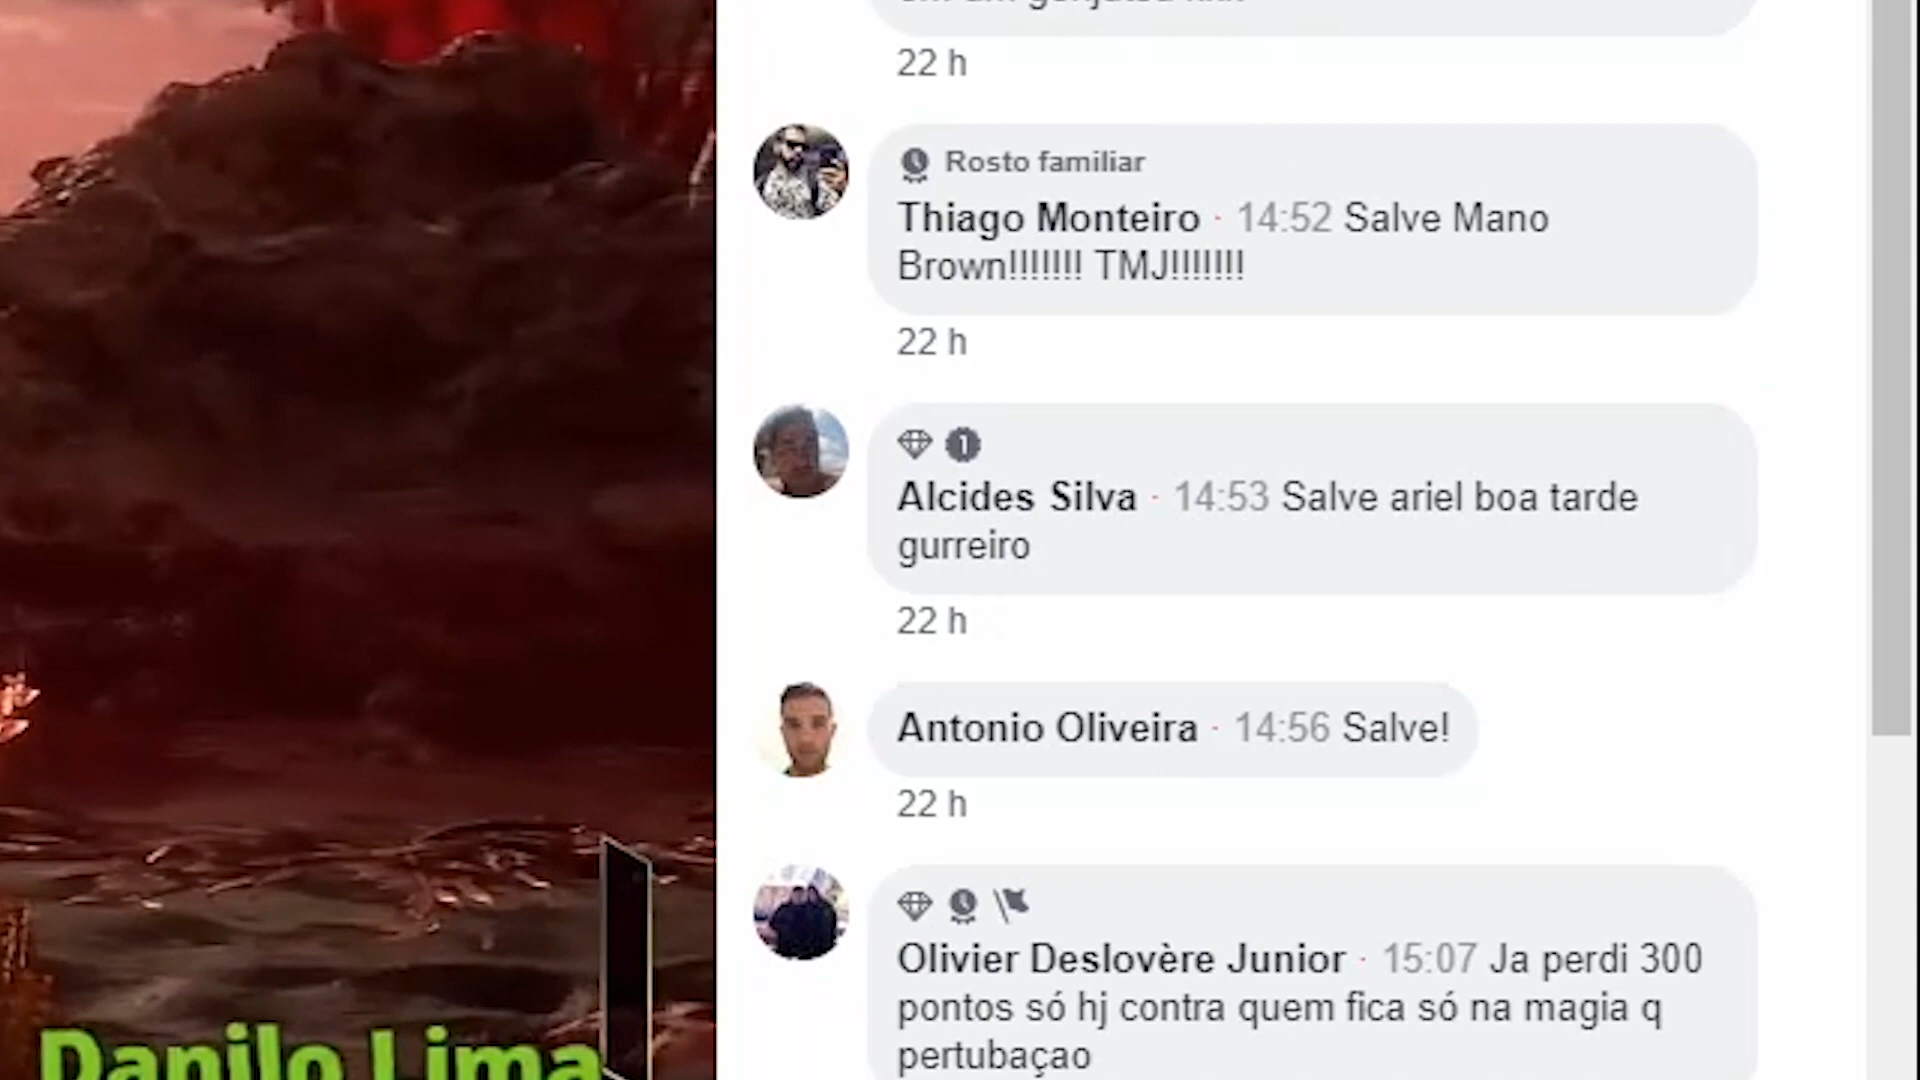 22 h
Rosto familiar
Thiago Monteiro · 14:52 Salve Mano
Brown!!!!!!! TMJ!!!!!!!
22 h
1
Alcides Silva · 14:53 Salve ariel boa tarde
gurreiro
22 h
Antonio Oliveira · 14:56 Salve!
22 h
Olivier Deslovère Junior · 15:07 Ja perdi 300
pontos só hj contra quem fica só na magia q
pertubaçao
Danilo Lima